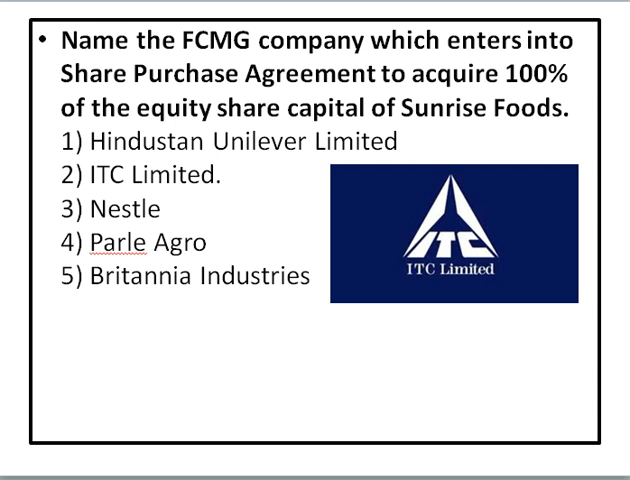 • Name the FCMG company which enters into
Share Purchase Agreement to acquire 100%
of the equity share capital of Sunrise Foods.
1) Hindustan Unilever Limited
2) ITC Limited.
3) Nestle
4) Parle Agro
5) Britannia Industries
ITC
ITC Limited